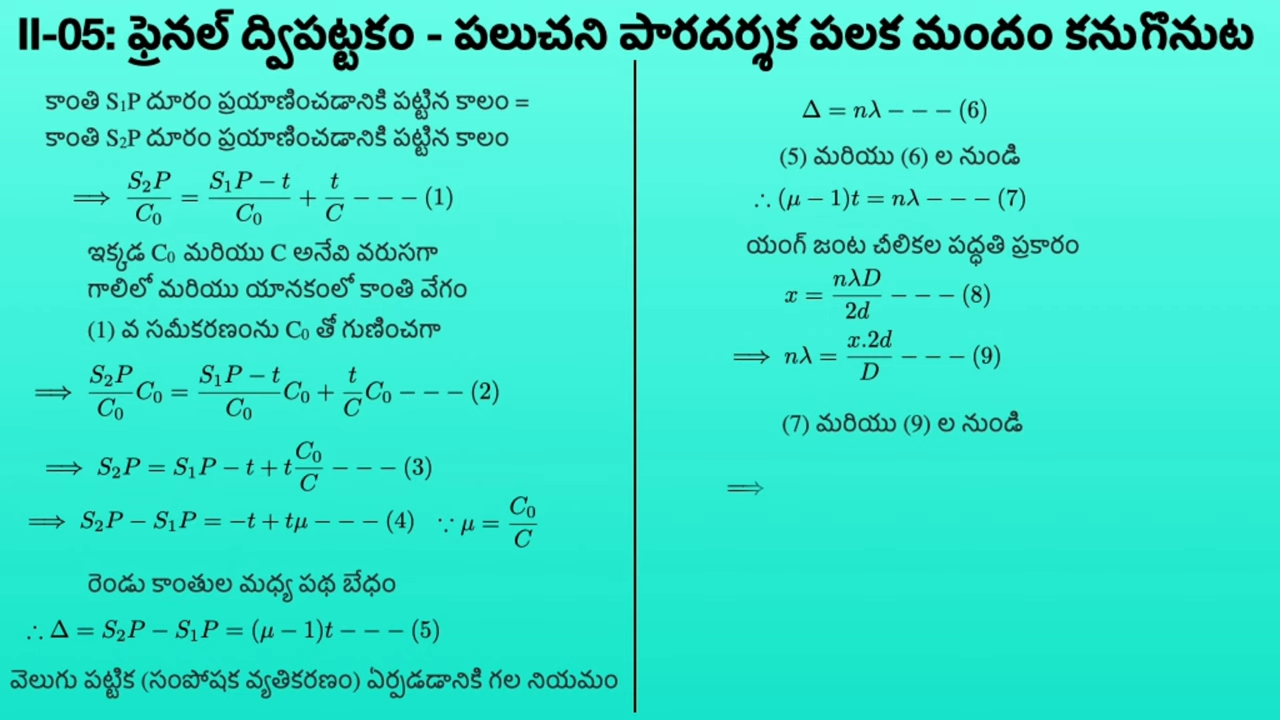 II-05: ఫ్రెనల్ ద్విపట్టకం - పలుచని పారదర్శక పలక మందం కనుగొనుట
కాంతి S₁P దూరం ప్రయాణించడానికి పట్టిన కాలం =
కాంతి S₂P దూరం ప్రయాణించడానికి పట్టిన కాలం
⟹ S₂P/C₀ = (S₁P − t)/C₀ + t/C − − − (1)
ఇక్కడ C₀ మరియు C అనేవి వరుసగా
గాలిలో మరియు యానకంలో కాంతి వేగం
(1) వ సమీకరణంను C₀ తో గుణించగా
⟹ S₂P/C₀ C₀ = (S₁P − t)/C₀ C₀ + t/C C₀ − − − (2)
⟹ S₂P = S₁P − t + t C₀/C − − − (3)
⟹ S₂P − S₁P = −t + tμ − − − (4) ∵ μ = C₀/C
రెండు కాంతుల మధ్య పథ బేధం
∴ Δ = S₂P − S₁P = (μ − 1)t − − − (5)
వెలుగు పట్టిక (సంపోషక వ్యతికరణం) ఏర్పడడానికి గల నియమం
Δ = nλ − − − (6)
(5) మరియు (6) ల నుండి
∴ (μ − 1)t = nλ − − − (7)
యంగ్ జంట చీలికల పద్ధతి ప్రకారం
x = nλD/2d − − − (8)
⟹ nλ = x.2d/D − − − (9)
(7) మరియు (9) ల నుండి
⟹